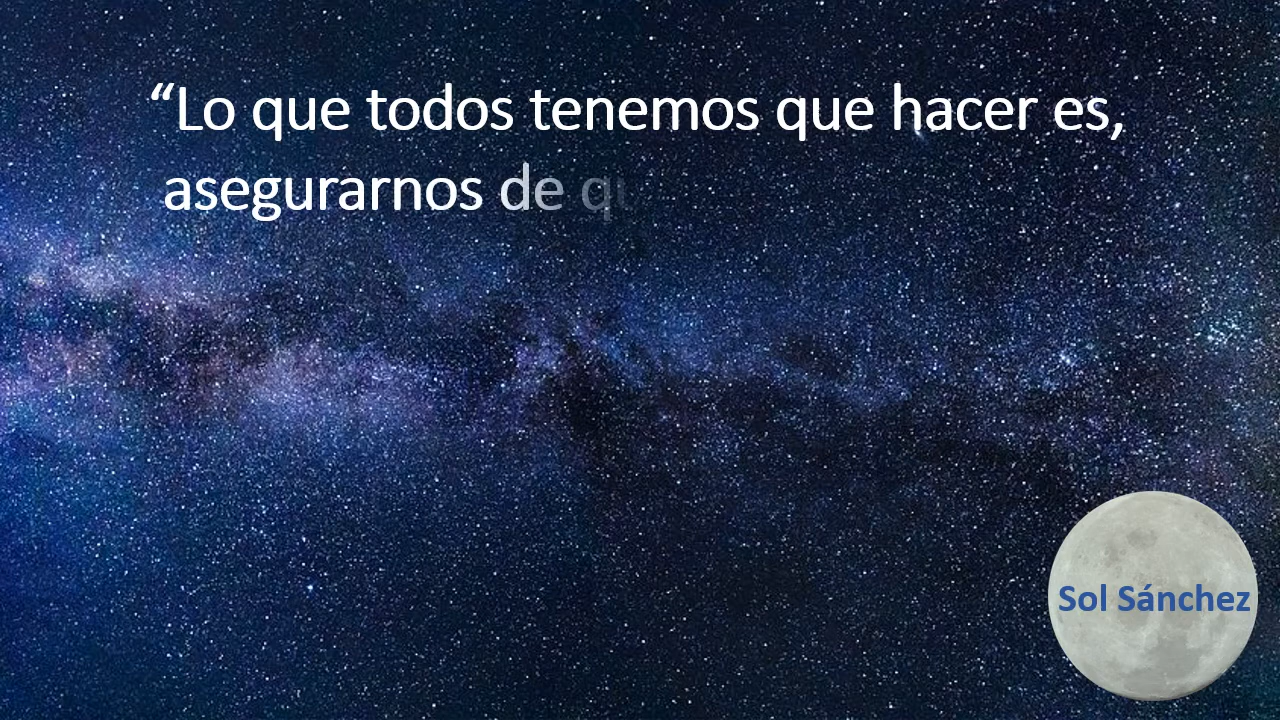 “Lo que todos tenemos que hacer es,
asegurarnos de
Sol Sánchez